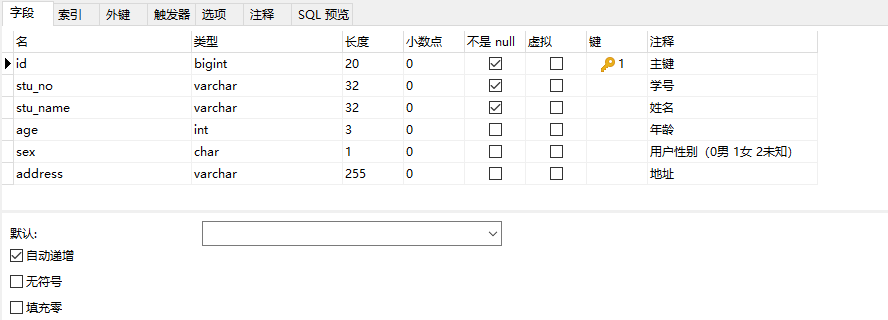 字段 索引 外键 触发器 选项 注释 SQL 预览
名 类型 长度 小数点 不是 null 虚拟 键 注释
id bigint 20 0 1 主键
stu_no varchar 32 0 学号
stu_name varchar 32 0 姓名
age int 3 0 年龄
sex char 1 0 用户性别（0男 1女 2未知）
address varchar 255 0 地址
默认:
自动递增
无符号
填充零